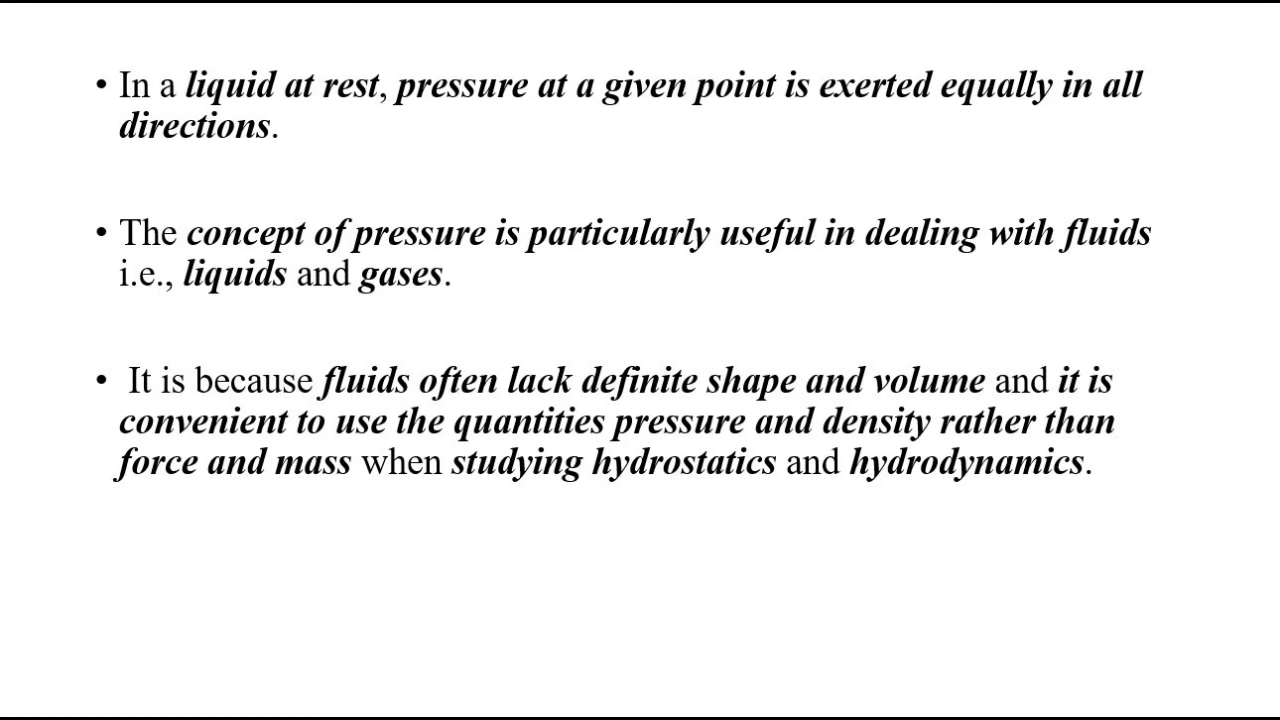 • In a liquid at rest, pressure at a given point is exerted equally in all
directions.
• The concept of pressure is particularly useful in dealing with fluids
i.e., liquids and gases.
• It is because fluids often lack definite shape and volume and it is
convenient to use the quantities pressure and density rather than
force and mass when studying hydrostatics and hydrodynamics.